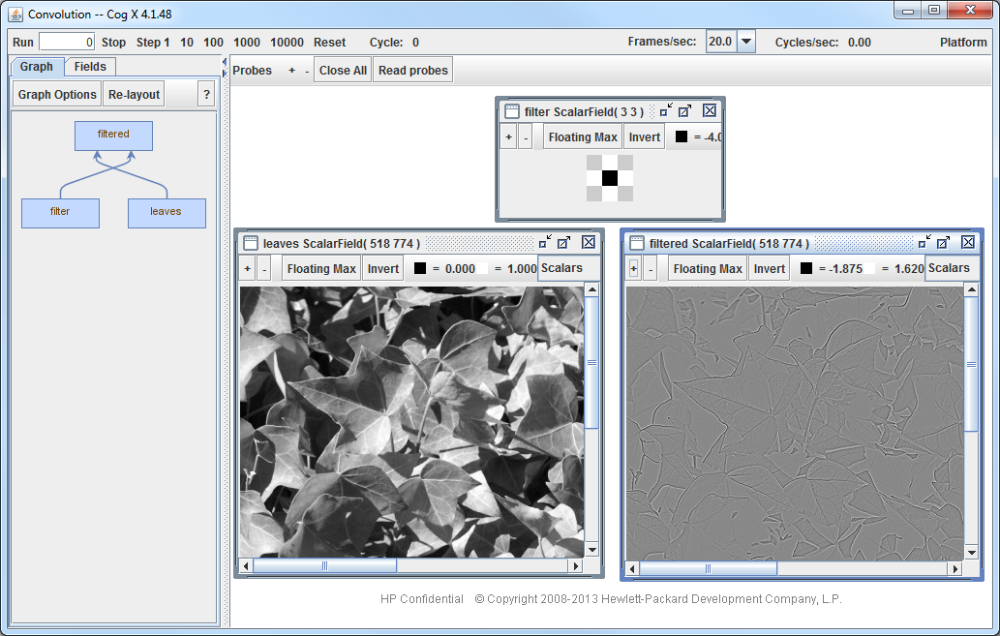 Convolution -- Cog X 4.1.48
Run 0 Stop Step 1 10 100 1000 10000 Reset Cycle: 0 Frames/sec: 20.0 Cycles/sec: 0.00 Platform
Graph Fields
Probes + - Close All Read probes
Graph Options Re-layout ?
filtered
filter leaves
filter ScalarField( 3 3 )
+ - Floating Max Invert = -4.0
leaves ScalarField( 518 774 )
+ - Floating Max Invert = 0.000 = 1.000 Scalars
filtered ScalarField( 518 774 )
+ - Floating Max Invert = -1.875 = 1.620 Scalars
HP Confidential © Copyright 2008-2013 Hewlett-Packard Development Company, L.P.